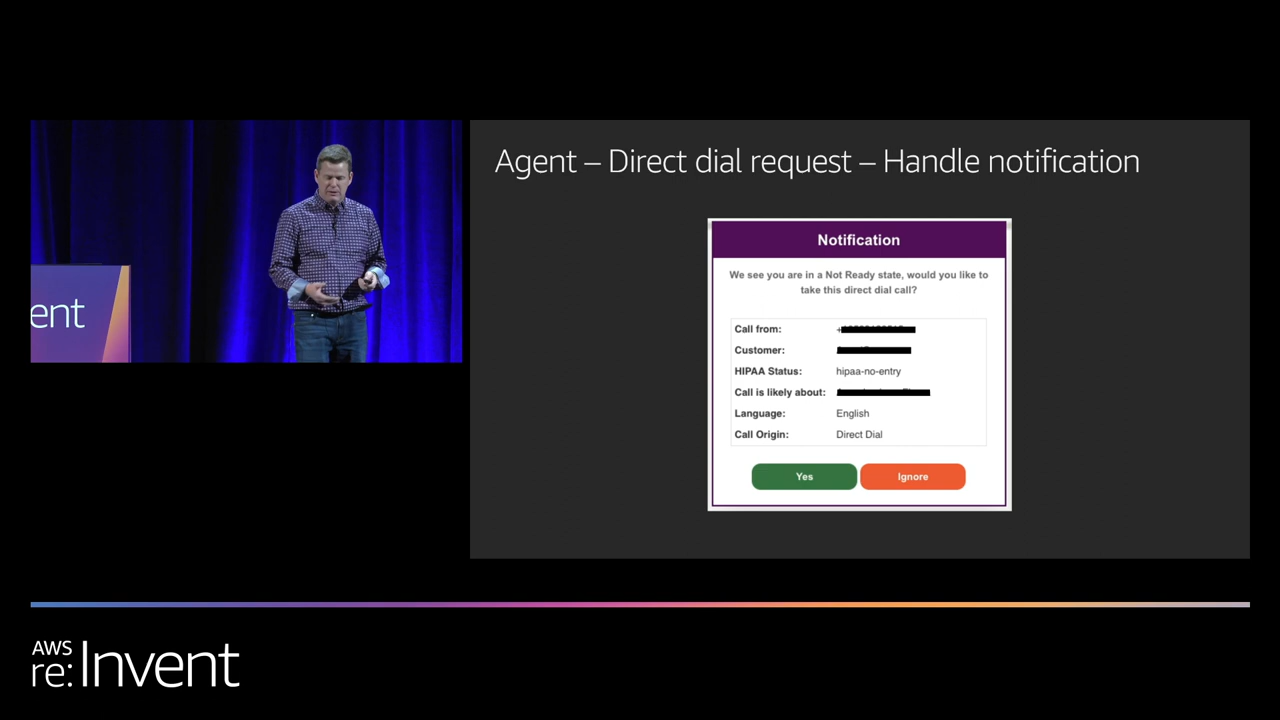 ent
Agent – Direct dial request – Handle notification
Notification
We see you are in a Not Ready state, would you like to
take this direct dial call?
Call from:
Customer:
HIPAA Status: hipaa-no-entry
Call is likely about:
Language: English
Call Origin: Direct Dial
Yes Ignore
AWS
re:Invent